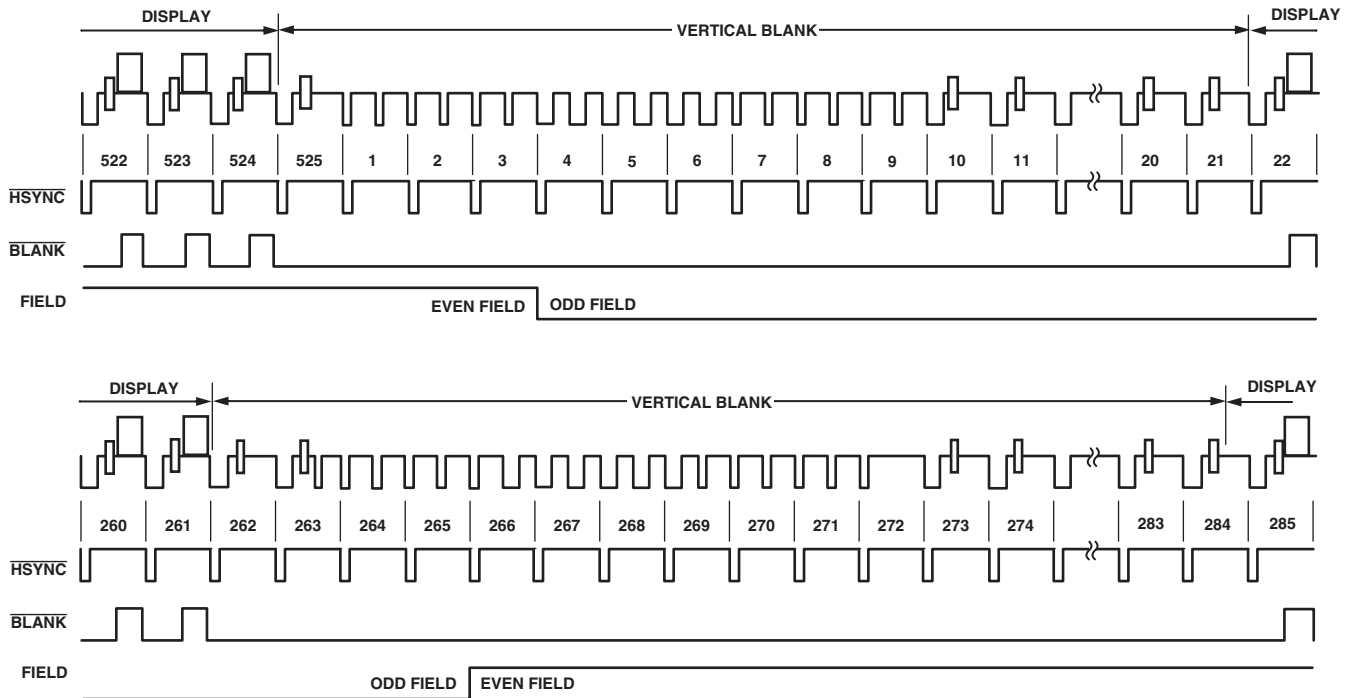 DISPLAY VERTICAL BLANK DISPLAY
522 523 524 525 1 2 3 4 5 6 7 8 9 10 11 20 21 22
HSYNC
BLANK
FIELD EVEN FIELD ODD FIELD
DISPLAY VERTICAL BLANK DISPLAY
260 261 262 263 264 265 266 267 268 269 270 271 272 273 274 283 284 285
HSYNC
BLANK
FIELD ODD FIELD EVEN FIELD